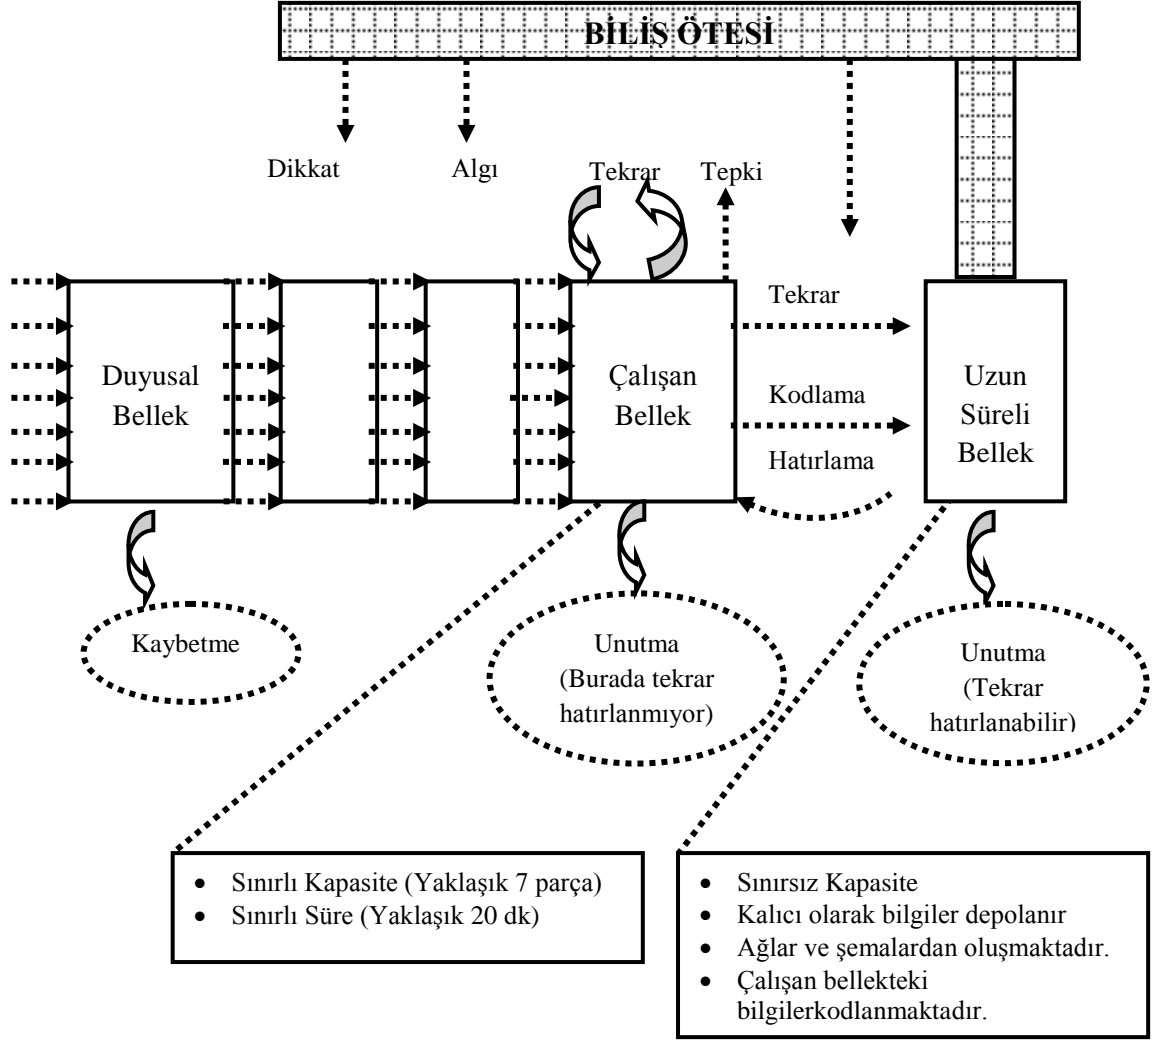 BİLİŞ ÖTESİ
Dikkat
Algı
Tekrar
Tepki
Duyusal
Bellek
Çalışan
Bellek
Tekrar
Kodlama
Hatırlama
Uzun
Süreli
Bellek
Kaybetme
Unutma
(Burada tekrar
hatırlanmıyor)
Unutma
(Tekrar
hatırlanabilir)
• Sınırlı Kapasite (Yaklaşık 7 parça)
• Sınırlı Süre (Yaklaşık 20 dk)
• Sınırsız Kapasite
• Kalıcı olarak bilgiler depolanır
• Ağlar ve şemalardan oluşmaktadır.
• Çalışan bellekteki
bilgilerkodlanmaktadır.